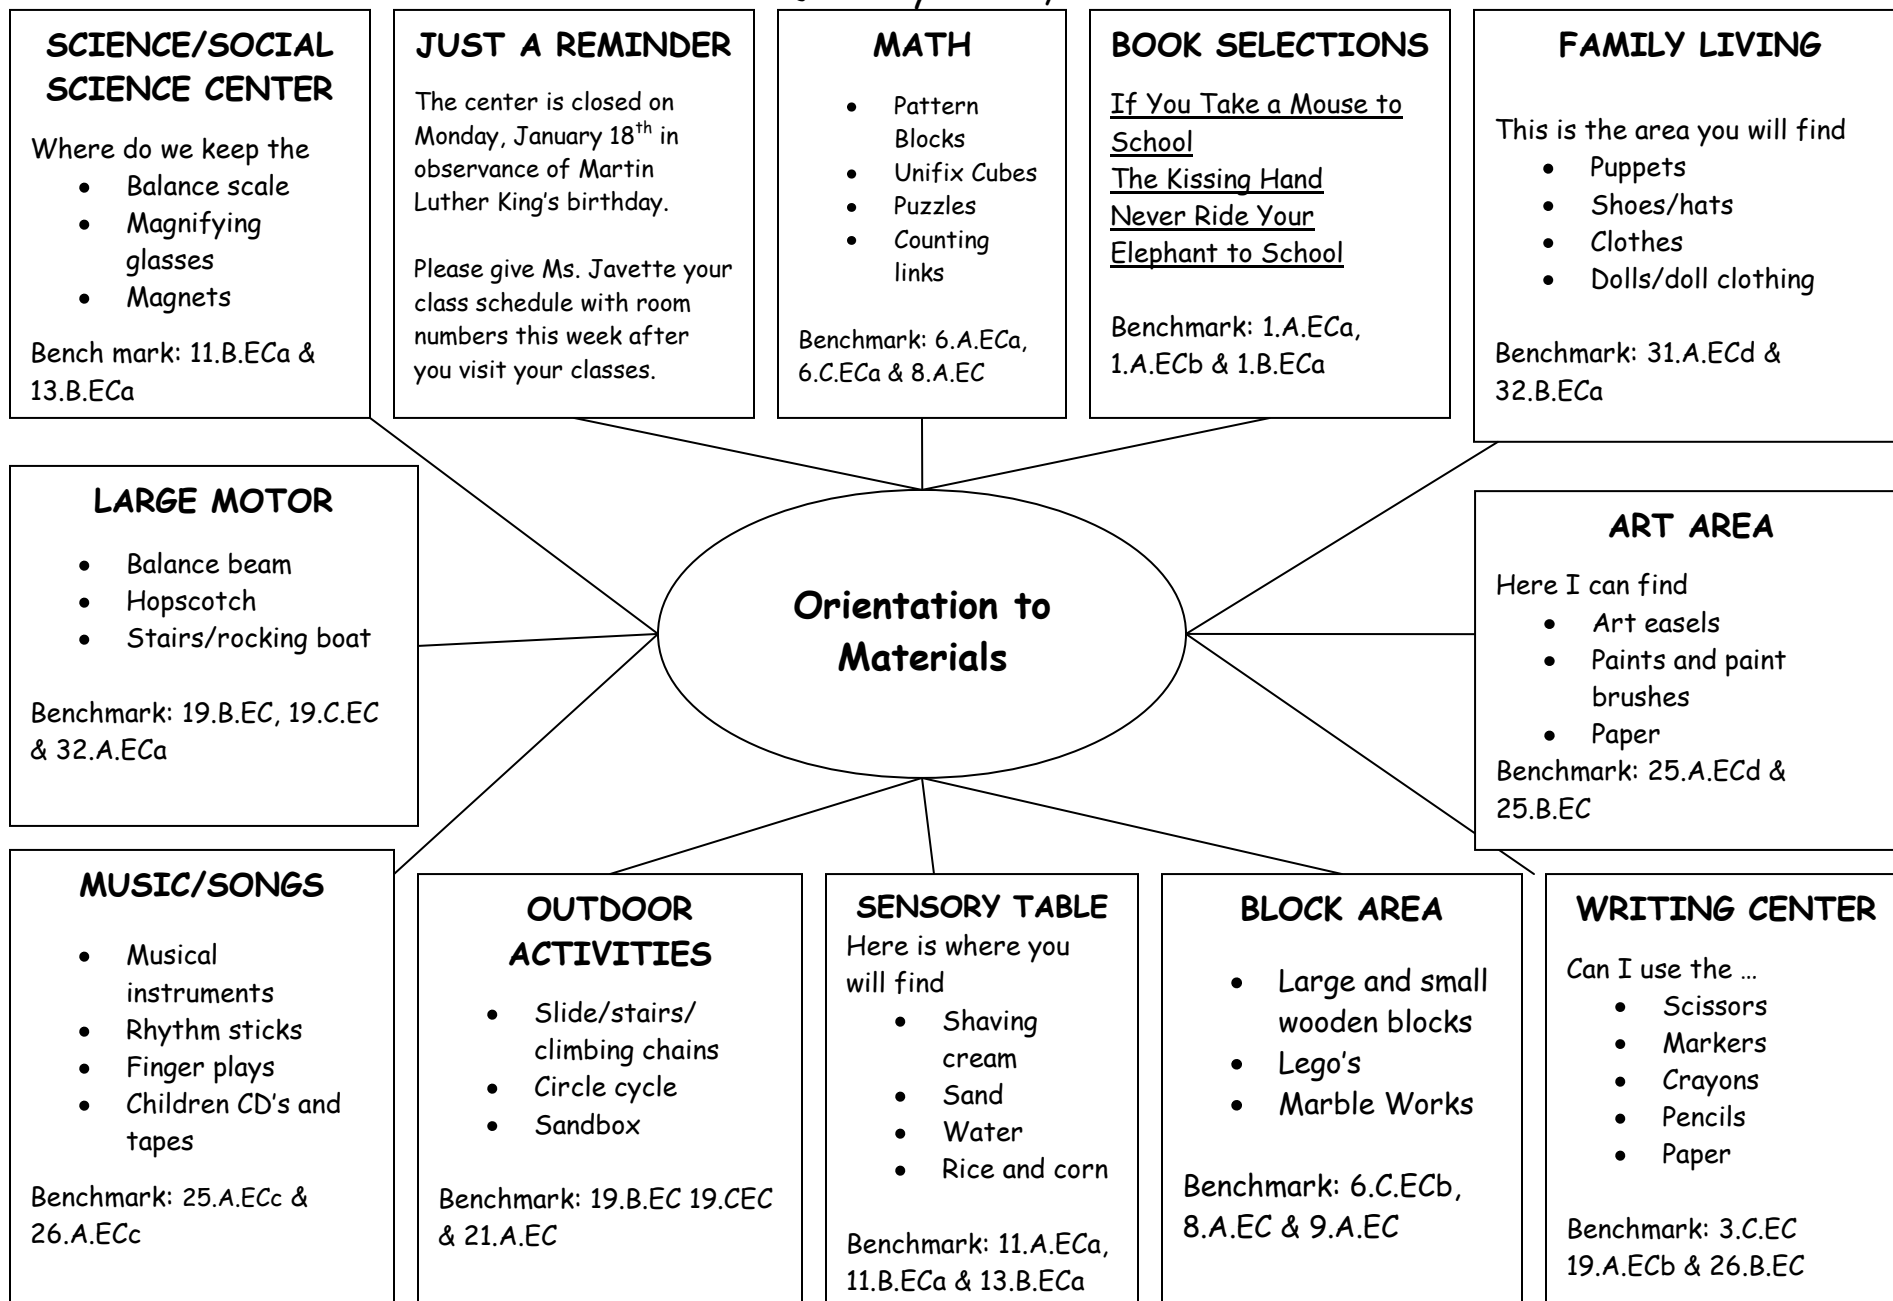 SCIENCE/SOCIAL
SCIENCE CENTER
Where do we keep the
• Balance scale
• Magnifying
glasses
• Magnets
Bench mark: 11.B.ECa &
13.B.ECa
JUST A REMINDER
The center is closed on
Monday, January 18th in
observance of Martin
Luther King's birthday.
Please give Ms. Javette your
class schedule with room
numbers this week after
you visit your classes.
MATH
• Pattern
Blocks
• Unifix Cubes
• Puzzles
• Counting
links
Benchmark: 6.A.ECa,
6.C.ECa & 8.A.EC
BOOK SELECTIONS
If You Take a Mouse to
School
The Kissing Hand
Never Ride Your
Elephant to School
Benchmark: 1.A.ECa,
1.A.ECb & 1.B.ECa
FAMILY LIVING
This is the area you will find
• Puppets
• Shoes/hats
• Clothes
• Dolls/doll clothing
Benchmark: 31.A.ECd &
32.B.ECa
LARGE MOTOR
• Balance beam
• Hopscotch
• Stairs/rocking boat
Benchmark: 19.B.EC, 19.C.EC
& 32.A.ECa
Orientation to
Materials
ART AREA
Here I can find
• Art easels
• Paints and paint
brushes
• Paper
Benchmark: 25.A.ECd &
25.B.EC
MUSIC/SONGS
• Musical
instruments
• Rhythm sticks
• Finger plays
• Children CD's and
tapes
Benchmark: 25.A.ECc &
26.A.ECc
OUTDOOR
ACTIVITIES
• Slide/stairs/
climbing chains
• Circle cycle
• Sandbox
Benchmark: 19.B.EC 19.CEC
& 21.A.EC
SENSORY TABLE
Here is where you
will find
• Shaving
cream
• Sand
• Water
• Rice and corn
Benchmark: 11.A.ECa,
11.B.ECa & 13.B.ECa
BLOCK AREA
• Large and small
wooden blocks
• Lego's
• Marble Works
Benchmark: 6.C.ECb,
8.A.EC & 9.A.EC
WRITING CENTER
Can I use the …
• Scissors
• Markers
• Crayons
• Pencils
• Paper
Benchmark: 3.C.EC
19.A.ECb & 26.B.EC